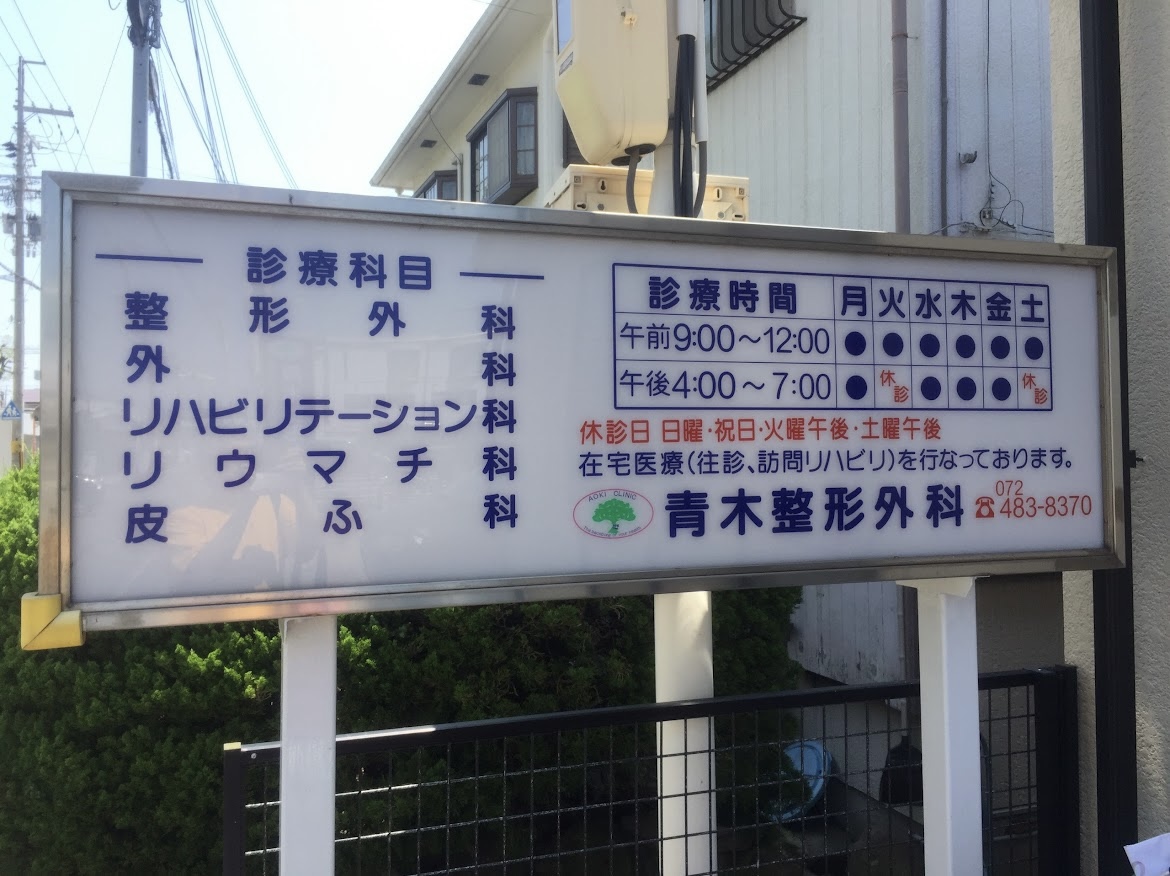 診療科目
整形外科
外科
リハビリテーション科
リウマチ科
皮ふ科
診療時間 月 火 水 木 金 土
午前 9:00～12:00 ● ● ● ● ● ●
午後 4:00～7:00 ● 休診 ● ● ● 休診
休診日 日曜・祝日・火曜午後・土曜午後
在宅医療(往診、訪問リハビリ)を行なっております。
AOKI CLINIC
青木整形外科 ☎ 072 483-8370